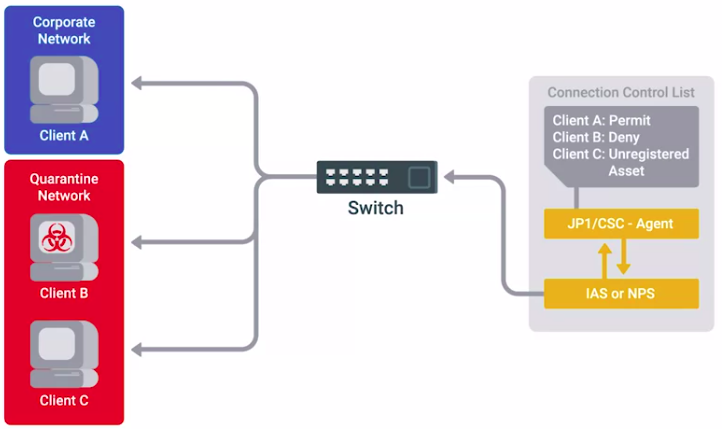 Corporate
Network
Client A
Quarantine
Network
Client B
Client C
Switch
Connection Control List
Client A: Permit
Client B: Deny
Client C: Unregistered
Asset
JP1/CSC - Agent
IAS or NPS